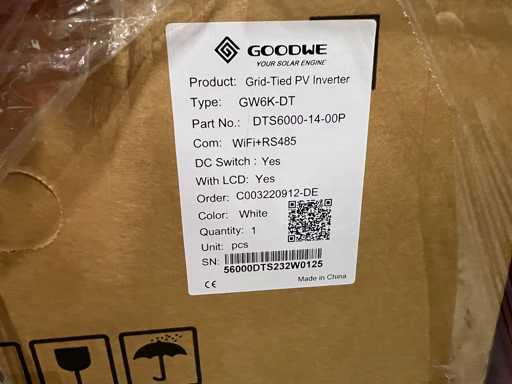 GOODWE
YOUR SOLAR ENGINE
Product: Grid-Tied PV Inverter
Type: GW6K-DT
Part No.: DTS6000-14-00P
Com: WiFi+RS485
DC Switch : Yes
With LCD: Yes
Order: C003220912-DE
Color: White
Quantity: 1
Unit: pcs
SN:
56000DTS232W0125
CE
Made in China